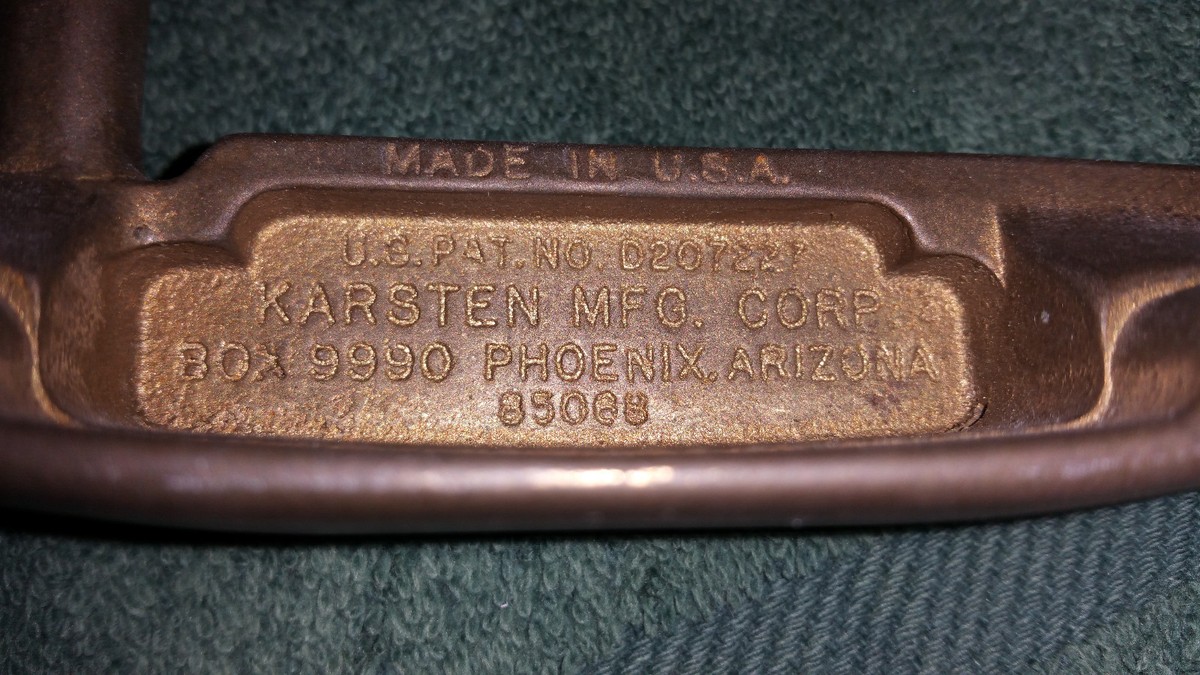 MADE IN U.S.A.
U.S. PAT. NO. D207227
KARSTEN MFG. CORP.
BOX 9990 PHOENIX, ARIZONA
85068